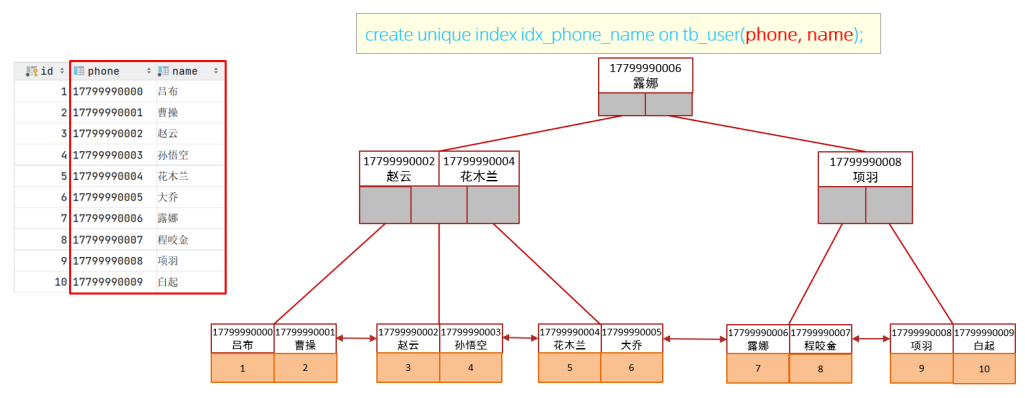 create unique index idx_phone_name on tb_user(phone, name);
id phone name
1 17799990000 吕布
2 17799990001 曹操
3 17799990002 赵云
4 17799990003 孙悟空
5 17799990004 花木兰
6 17799990005 大乔
7 17799990006 露娜
8 17799990007 程咬金
9 17799990008 项羽
10 17799990009 白起
17799990006
露娜
17799990002 17799990004
赵云 花木兰
17799990008
项羽
17799990000 17799990001 17799990002 17799990003 17799990004 17799990005 17799990006 17799990007 17799990008 17799990009
吕布 曹操 赵云 孙悟空 花木兰 大乔 露娜 程咬金 项羽 白起
1 2 3 4 5 6 7 8 9 10